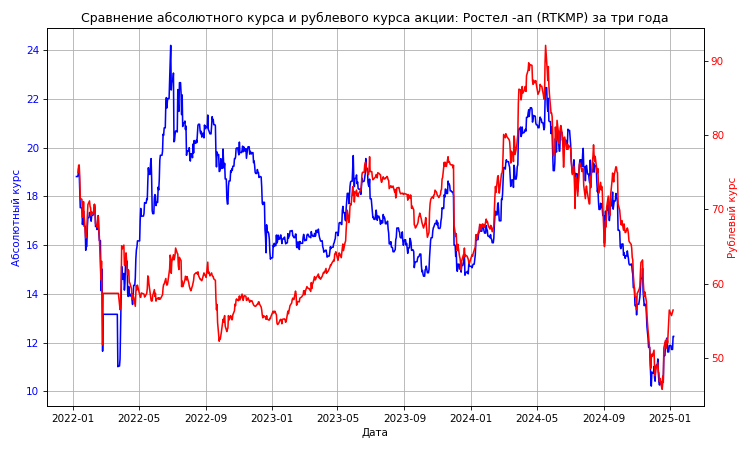 Сравнение абсолютного курса и рублевого курса акции: Ростел -ап (RTKMP) за три года
24
22
20
18
16
14
12
10
Абсолютный курс
90
80
70
60
50
Рублевый курс
2022-01 2022-05 2022-09 2023-01 2023-05 2023-09 2024-01 2024-05 2024-09 2025-01
Дата